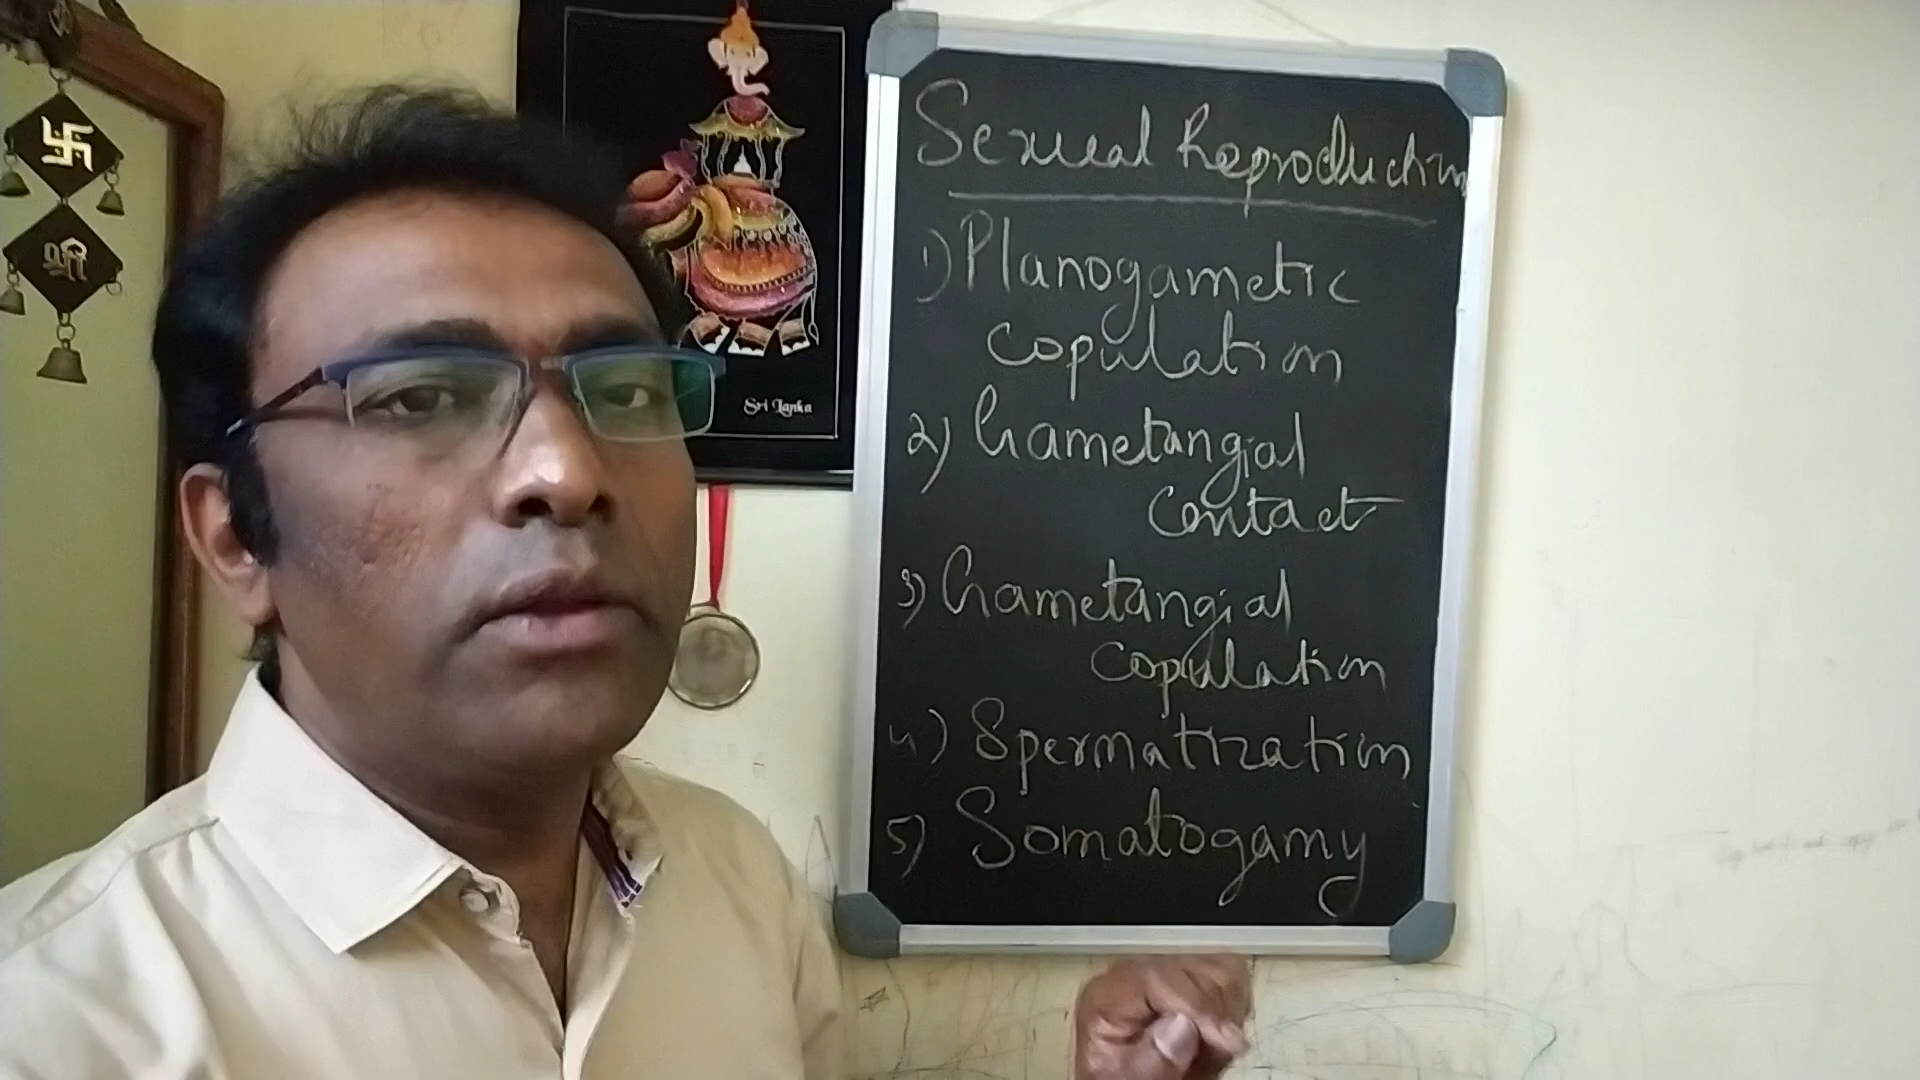 श्री
Sri Lanka
Sexual Reproduction
1) Planogametic
copulation
2) Gametangial
contact
3) Gametangial
copulation
4) Spermatization
5) Somatogamy